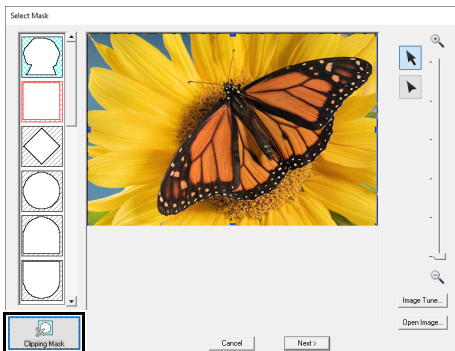 Select Mask
Image Tune...
Open Image...
Clipping Mask
Cancel
Next >